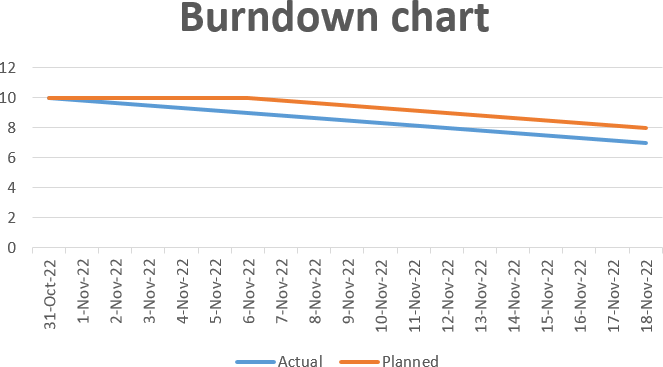 Burndown chart
12
10
8
6
4
2
0
31-Oct-22
1-Nov-22
2-Nov-22
3-Nov-22
4-Nov-22
5-Nov-22
6-Nov-22
7-Nov-22
8-Nov-22
9-Nov-22
10-Nov-22
11-Nov-22
12-Nov-22
13-Nov-22
14-Nov-22
15-Nov-22
16-Nov-22
17-Nov-22
18-Nov-22
Actual Planned